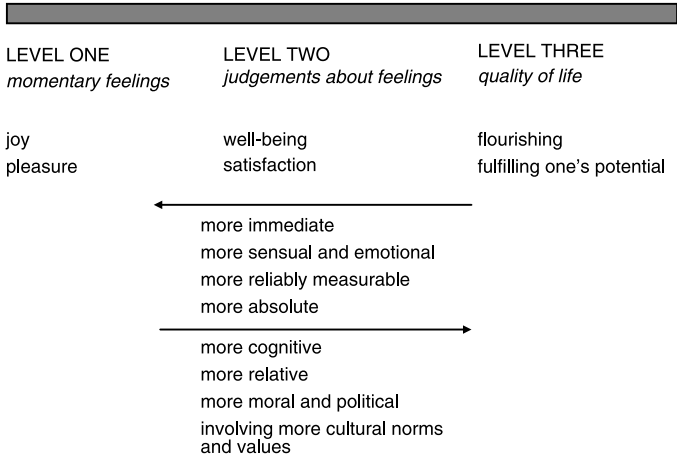 LEVEL ONE
momentary feelings
joy
pleasure
LEVEL TWO
judgements about feelings
well-being
satisfaction
LEVEL THREE
quality of life
flourishing
fulfilling one's potential
more immediate
more sensual and emotional
more reliably measurable
more absolute
more cognitive
more relative
more moral and political
involving more cultural norms
and values